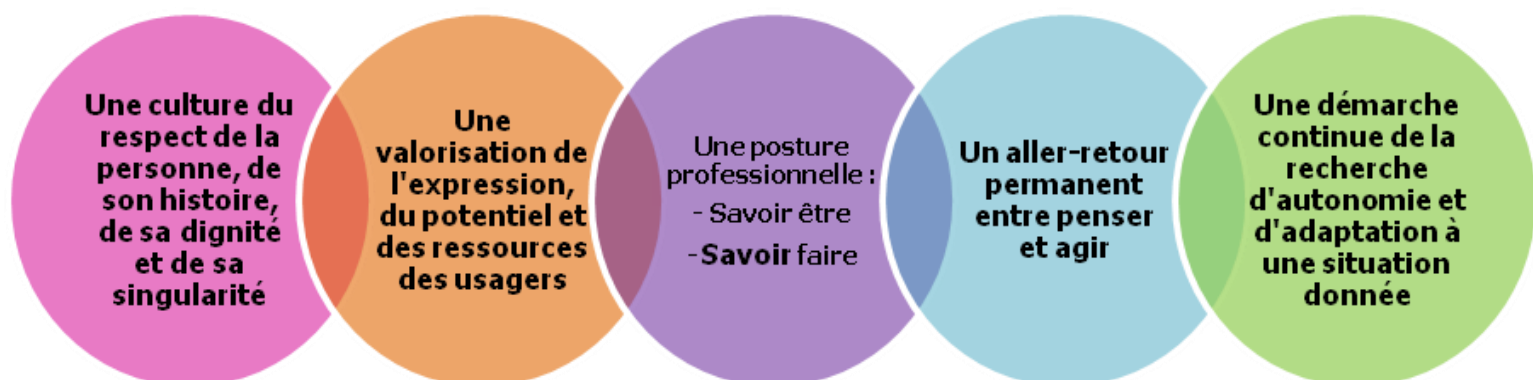 Une culture du
respect de la
personne, de
son histoire,
de sa dignité
et de sa
singularité
Une
valorisation de
l'expression,
du potentiel et
des ressources
des usagers
Une posture
professionnelle :
- Savoir être
- Savoir faire
Un aller-retour
permanent
entre penser
et agir
Une démarche
continue de la
recherche
d'autonomie et
d'adaptation à
une situation
donnée